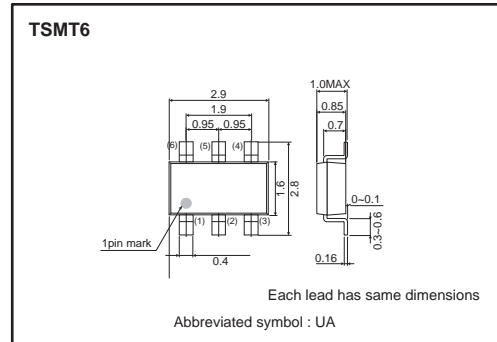 TSMT6
1.0MAX
2.9
0.85
1.9
0.7
0.95 0.95
(6) (5) (4)
1.6
2.8
0~0.1
(1) (2) (3)
1pin mark
0.3~0.6
0.4
0.16
Each lead has same dimensions
Abbreviated symbol : UA